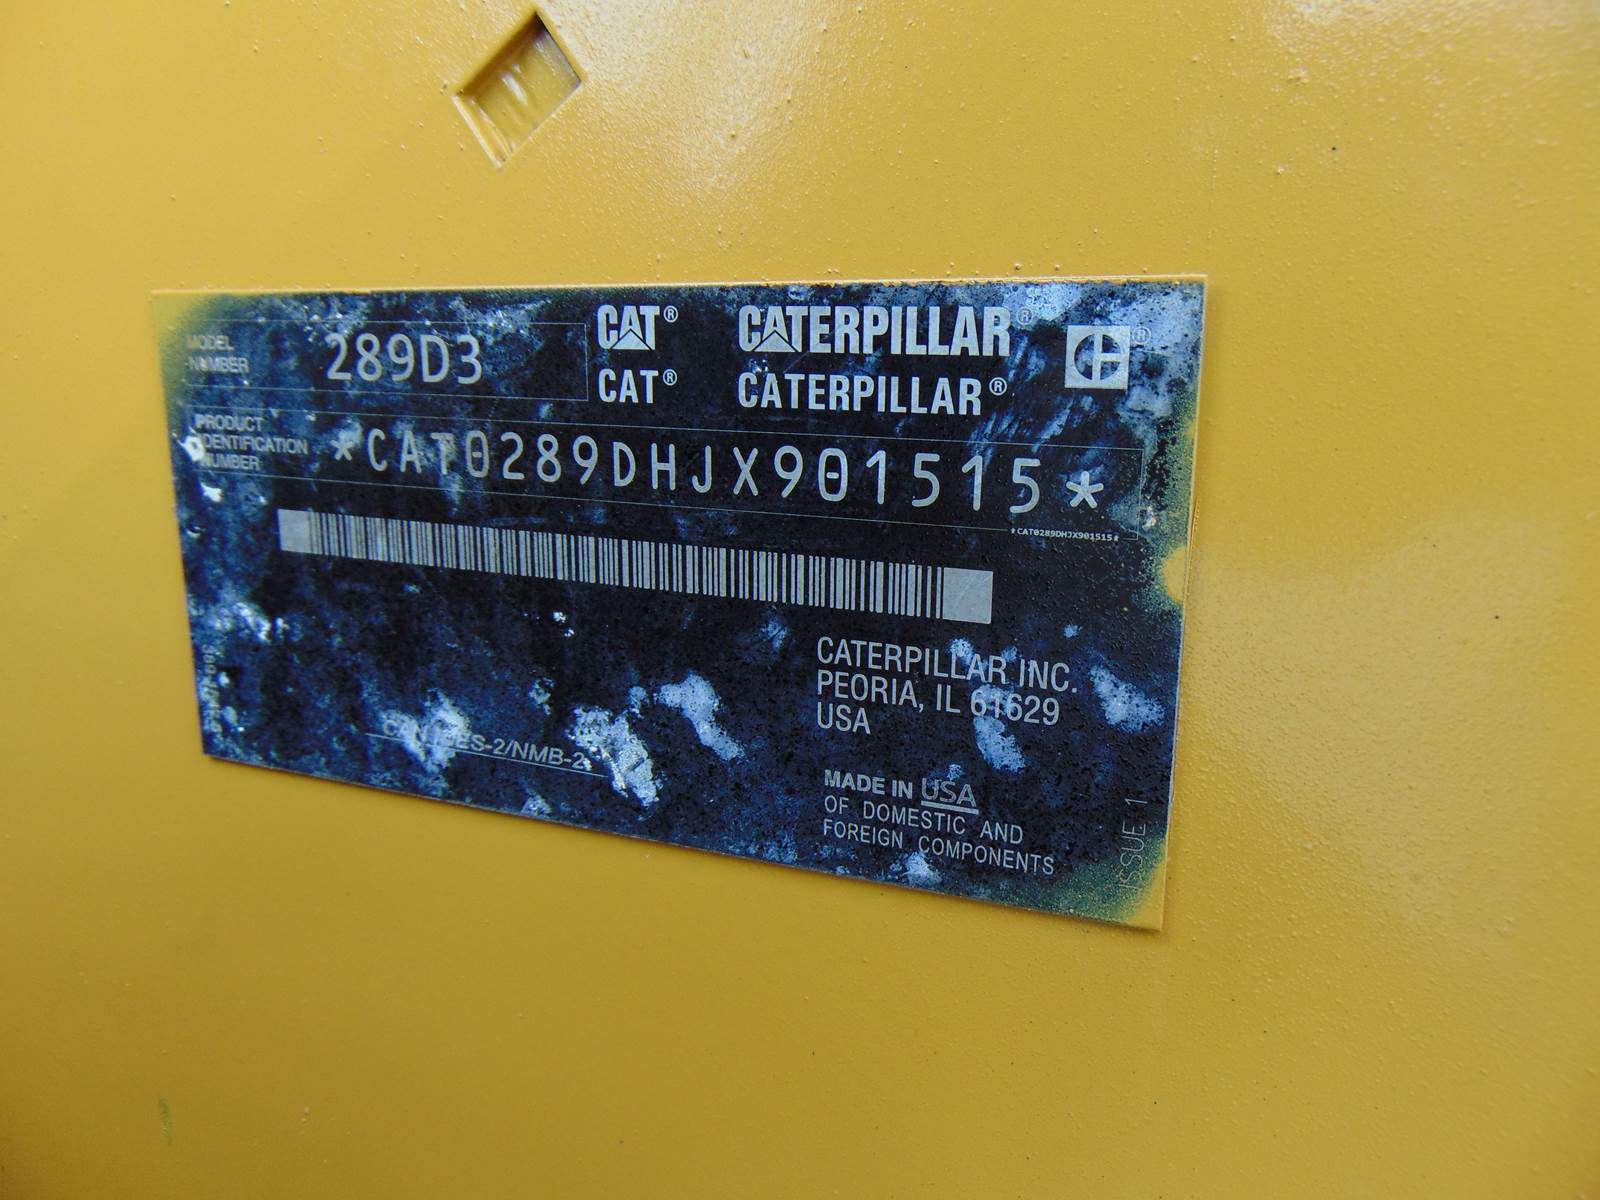 MODEL
NUMBER
289D3
CAT® CATERPILLAR® ®
CAT® CATERPILLAR®
PRODUCT
IDENTIFICATION
NUMBER
*CAT0289DHJX901515*
*CAT0289DHJX901515*
CATERPILLAR INC.
PEORIA, IL 61629
USA
MADE IN USA
OF DOMESTIC AND
FOREIGN COMPONENTS
ISSUE 1